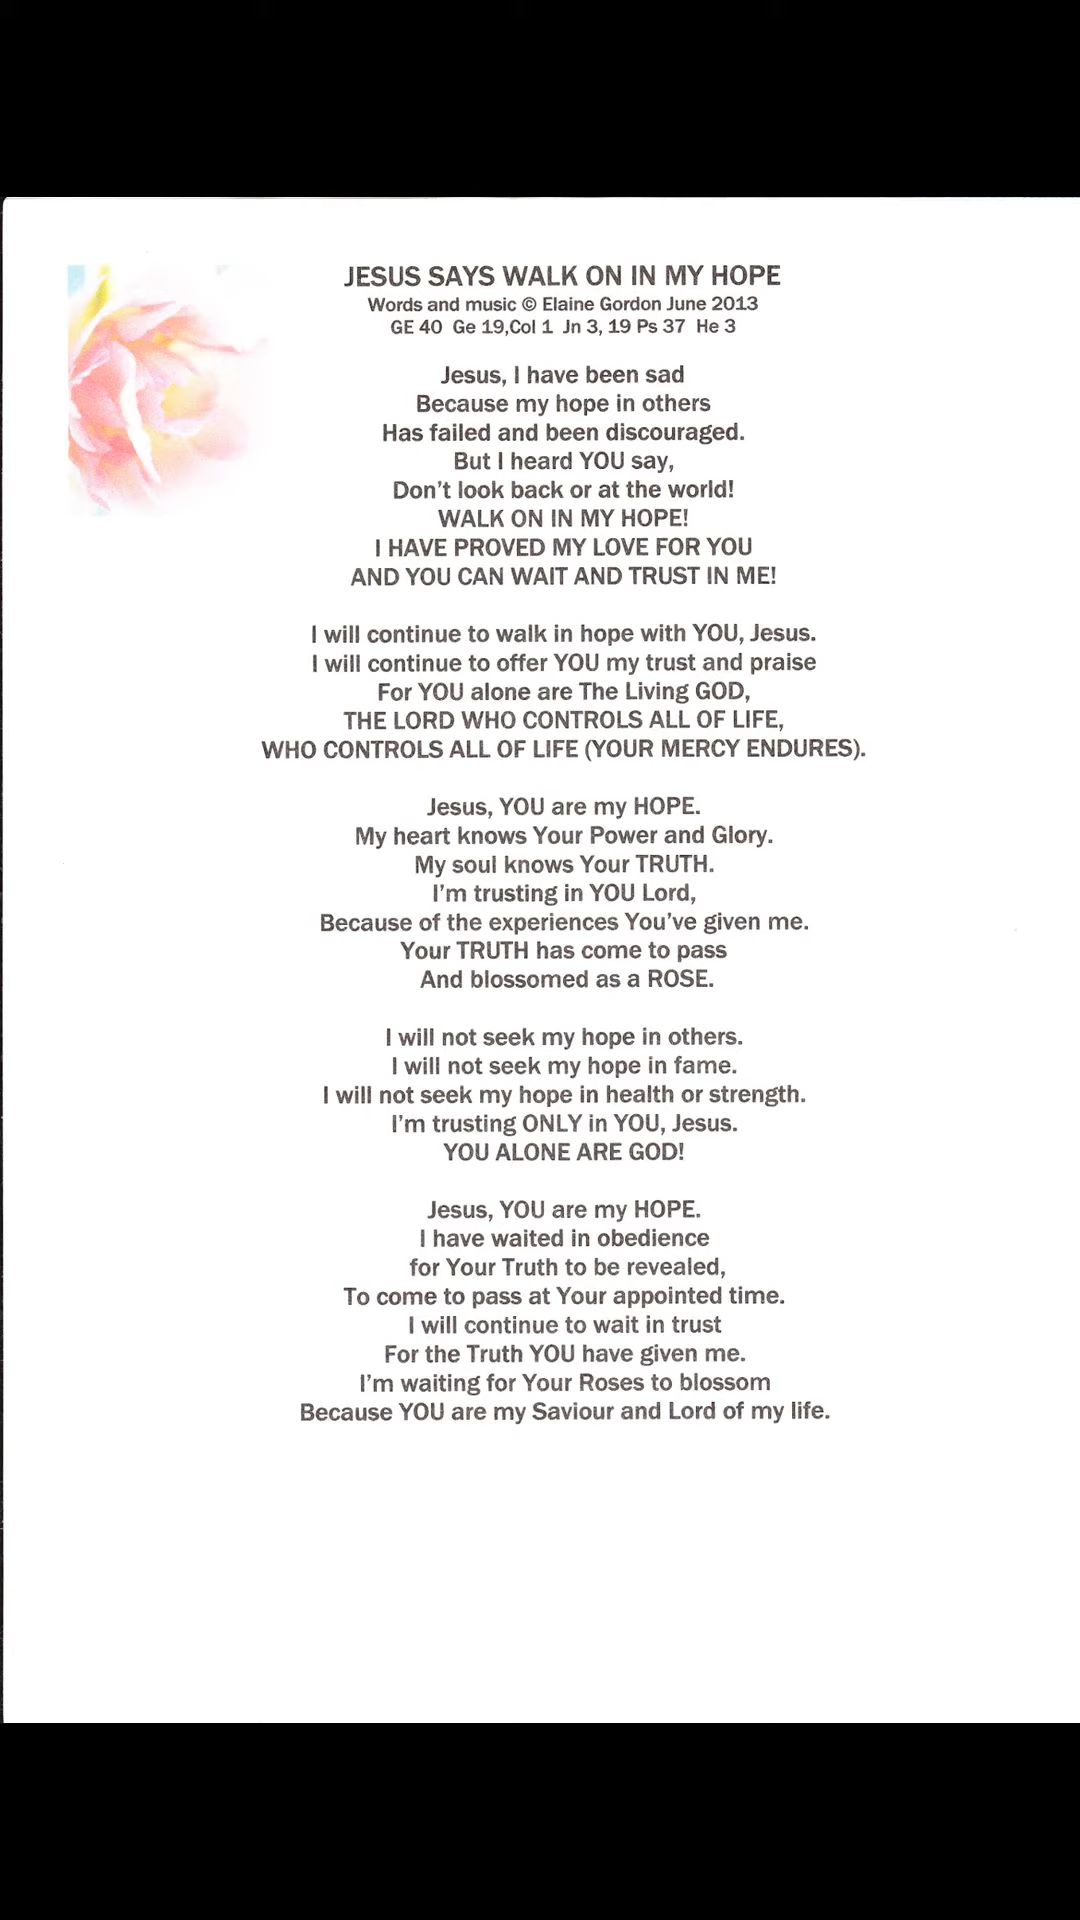 JESUS SAYS WALK ON IN MY HOPE
Words and music © Elaine Gordon June 2013
GE 40 Ge 19,Col 1 Jn 3, 19 Ps 37 He 3
Jesus, I have been sad
Because my hope in others
Has failed and been discouraged.
But I heard YOU say,
Don't look back or at the world!
WALK ON IN MY HOPE!
I HAVE PROVED MY LOVE FOR YOU
AND YOU CAN WAIT AND TRUST IN ME!
I will continue to walk in hope with YOU, Jesus.
I will continue to offer YOU my trust and praise
For YOU alone are The Living GOD,
THE LORD WHO CONTROLS ALL OF LIFE,
WHO CONTROLS ALL OF LIFE (YOUR MERCY ENDURES).
Jesus, YOU are my HOPE.
My heart knows Your Power and Glory.
My soul knows Your TRUTH.
I'm trusting in YOU Lord,
Because of the experiences You've given me.
Your TRUTH has come to pass
And blossomed as a ROSE.
I will not seek my hope in others.
I will not seek my hope in fame.
I will not seek my hope in health or strength.
I'm trusting ONLY in YOU, Jesus.
YOU ALONE ARE GOD!
Jesus, YOU are my HOPE.
I have waited in obedience
for Your Truth to be revealed,
To come to pass at Your appointed time.
I will continue to wait in trust
For the Truth YOU have given me.
I'm waiting for Your Roses to blossom
Because YOU are my Saviour and Lord of my life.